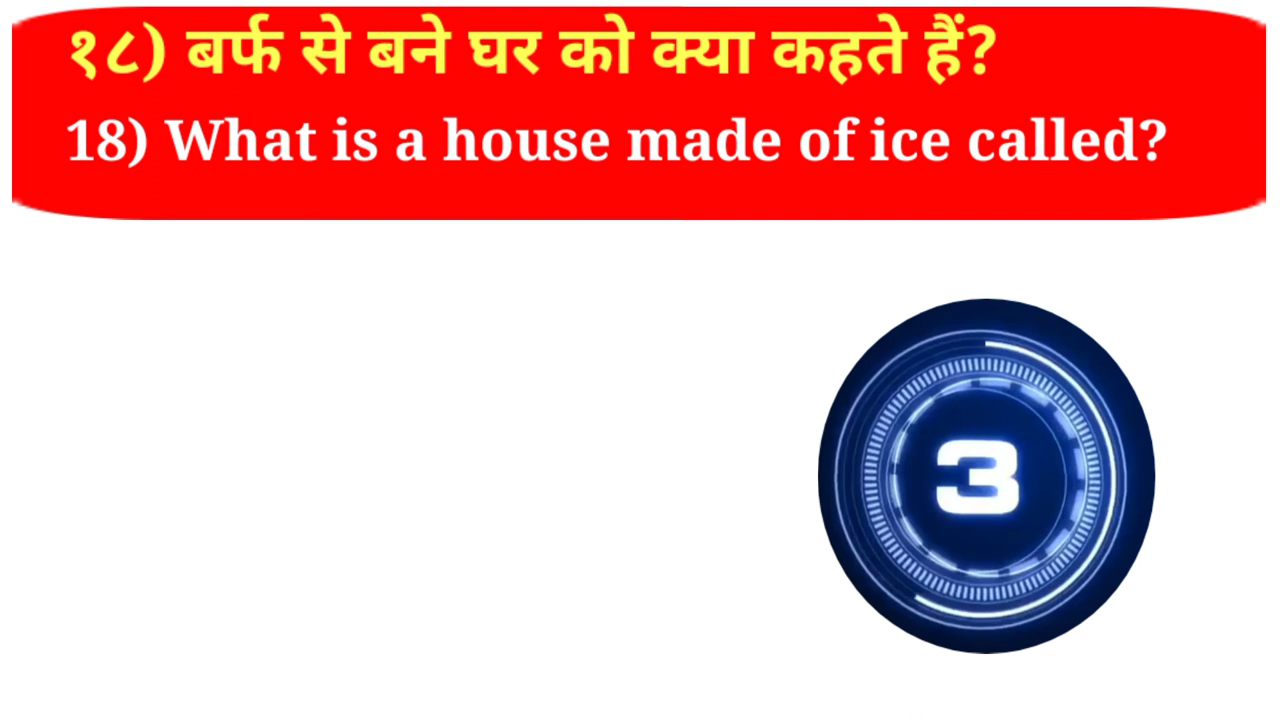 १८) बर्फ से बने घर को क्या कहते हैं?
18) What is a house made of ice called?
3